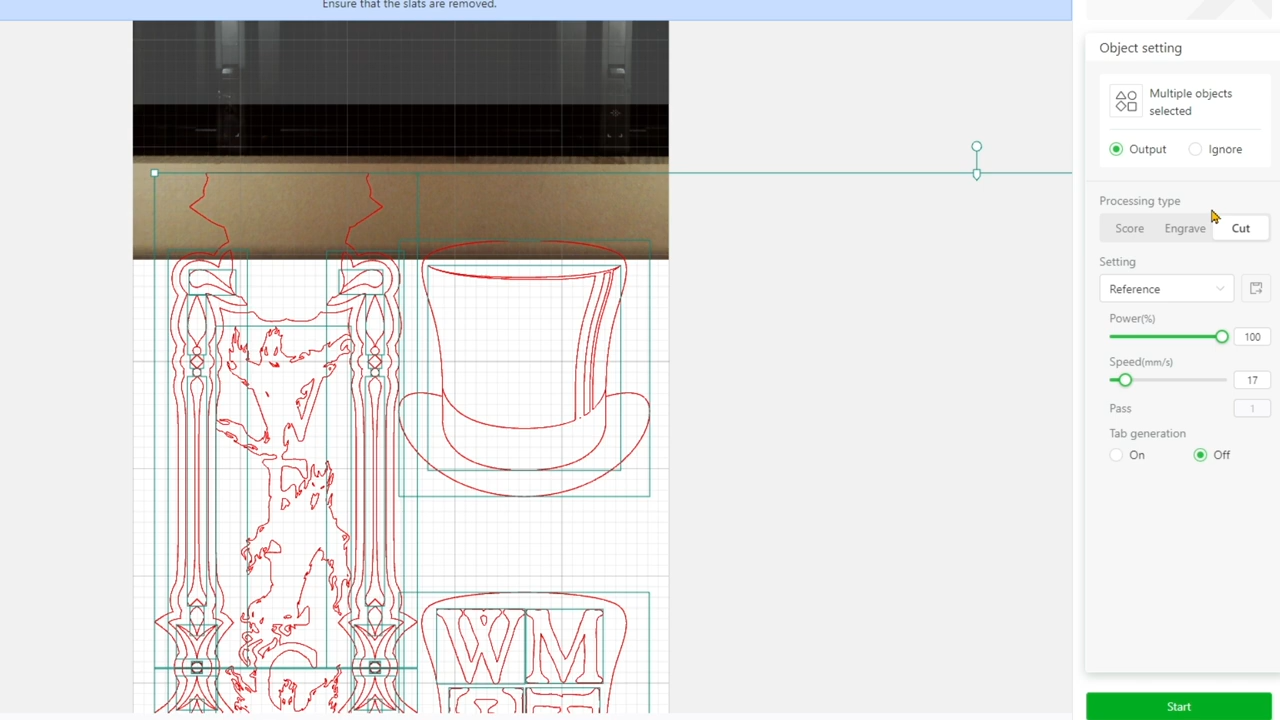 Ensure that the slats are removed.
Object setting
Multiple objects
selected
Output Ignore
Processing type
Score Engrave Cut
Setting
Reference
Power(%)
100
Speed(mm/s)
17
Pass 1
Tab generation
On Off
W M
Start